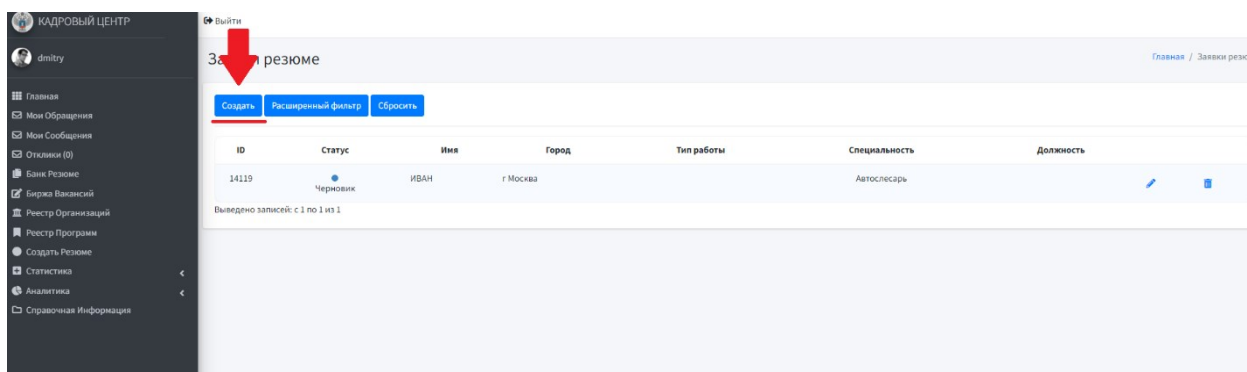 КАДРОВЫЙ ЦЕНТР
Выйти
dmitry
резюме
Главная / Заявки
Главная
Мои Обращения
Мои Сообщения
Отклики (0)
Банк Резюме
Биржа Вакансий
Реестр Организаций
Реестр Программ
Создать Резюме
Статистика
Аналитика
Справочная Информация
Создать Расширенный фильтр Сбросить
ID Статус Имя Город Тип работы Специальность Должность
14119 Черновик ИВАН г Москва Автослесарь
Выведено записей: с 1 по 1 из 1